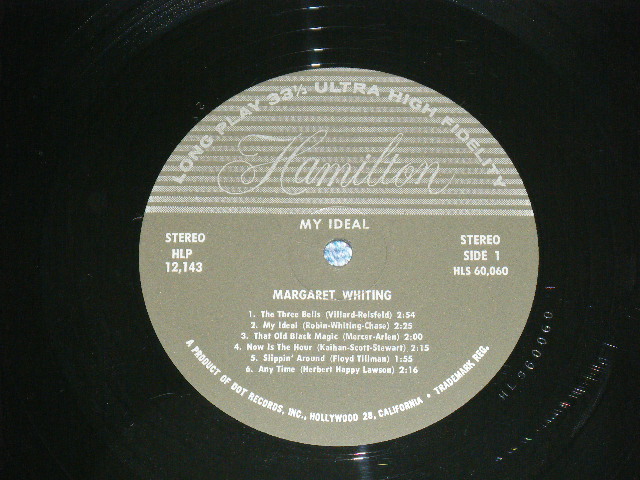 LONG PLAY 33⅓ ULTRA HIGH FIDELITY
Hamilton
MY IDEAL
STEREO
HLP
12,143
STEREO
SIDE 1
HLS 60,060
MARGARET WHITING
1. The Three Bells (Villard-Reisfeld) 2:54
2. My Ideal (Robin-Whiting-Chase) 2:25
3. That Old Black Magic (Mercer-Arlen) 2:00
4. Now Is The Hour (Kaihan-Scott-Stewart) 2:15
5. Slippin' Around (Floyd Tillman) 1:55
6. Any Time (Herbert Happy Lawson) 2:16
A PRODUCT OF DOT RECORDS, INC., HOLLYWOOD 28, CALIFORNIA • TRADEMARK REG.
HLS60060 1